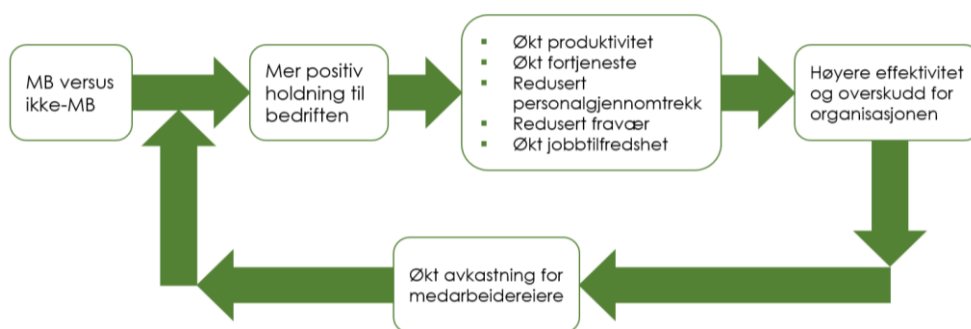 MB versus
ikke-MB
Mer positiv
holdning til
bedriften
▪ Økt produktivitet
▪ Økt fortjeneste
▪ Redusert
personalgjennomtrekk
▪ Redusert fravær
▪ Økt jobbtilfredshet
Høyere effektivitet
og overskudd for
organisasjonen
Økt avkastning for
medarbeidereiere